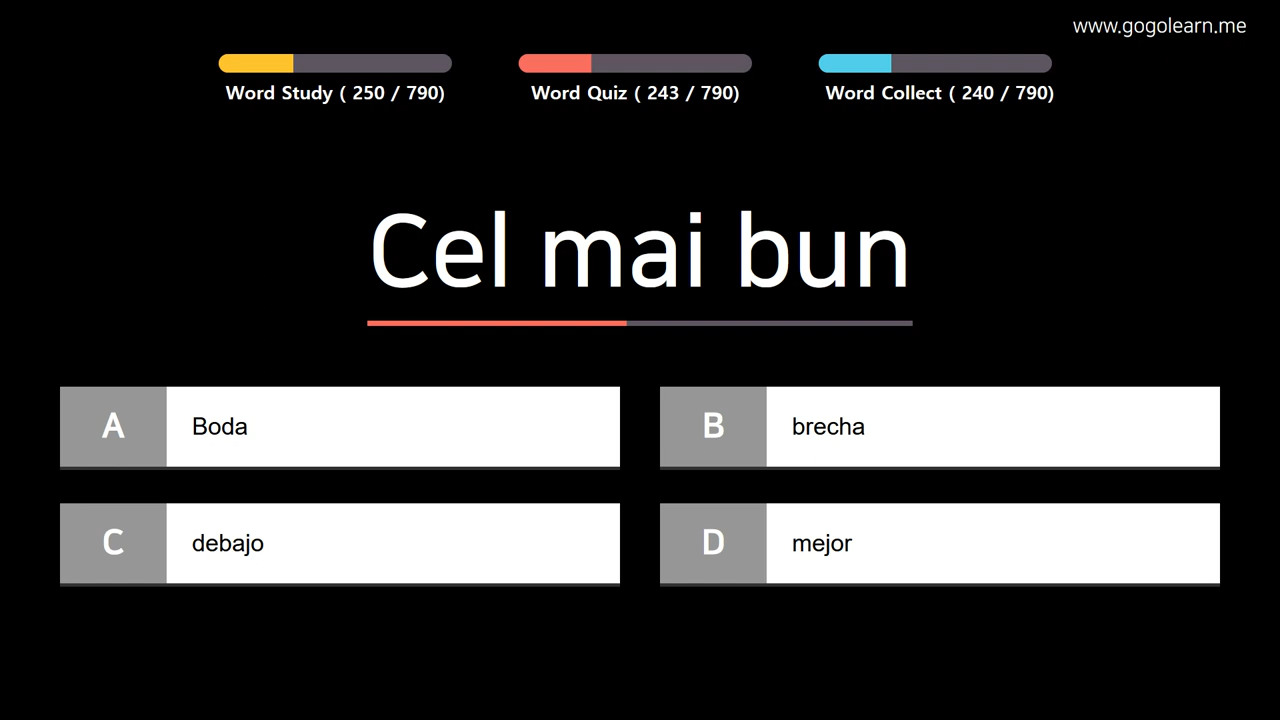 www.gogolearn.me
Word Study ( 250 / 790)
Word Quiz ( 243 / 790)
Word Collect ( 240 / 790)
Cel mai bun
A
Boda
B
brecha
C
debajo
D
mejor